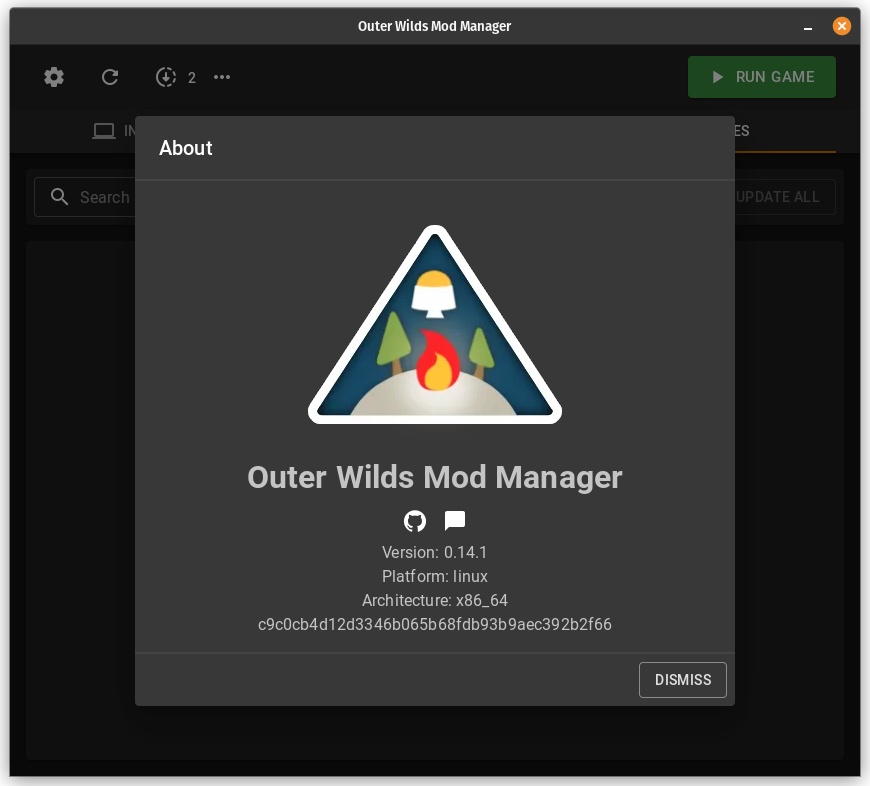 Outer Wilds Mod Manager
2
RUN GAME
IN
ES
Search
UPDATE ALL
About
Outer Wilds Mod Manager
Version: 0.14.1
Platform: linux
Architecture: x86_64
c9c0cb4d12d3346b065b68fdb93b9aec392b2f66
DISMISS